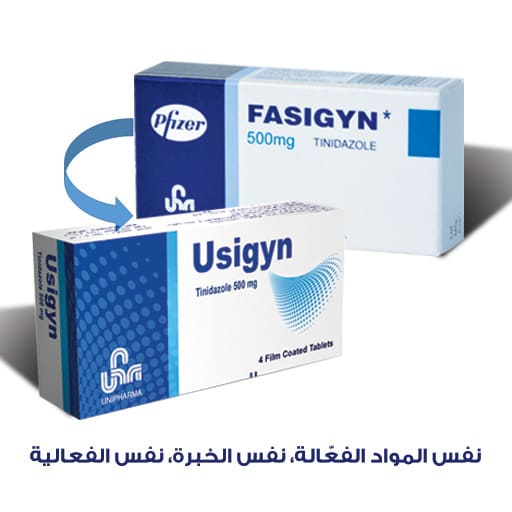 Pfizer
FASIGYN*
500mg TINIDAZOLE
Usigyn
Tinidazole 500 mg
Usigyn
Tinidazole 500 mg
4 Film Coated Tablets
UNIPHARMA
نفس المواد الفعّالة، نفس الخبرة، نفس الفعالية